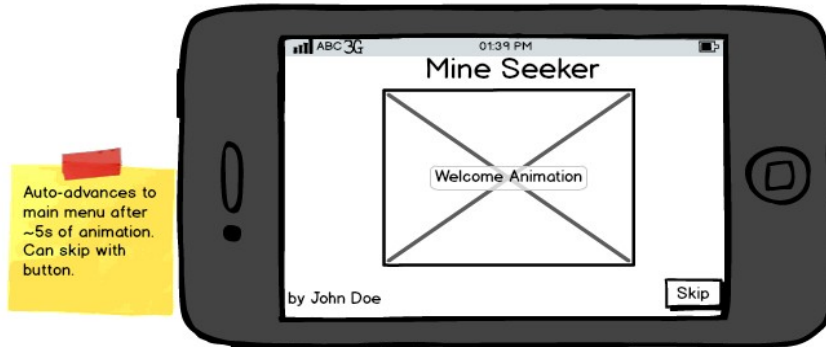 ABC 3G 01:39 PM
Mine Seeker
Welcome Animation
Auto-advances to
main menu after
~5s of animation.
Can skip with
button.
by John Doe
Skip